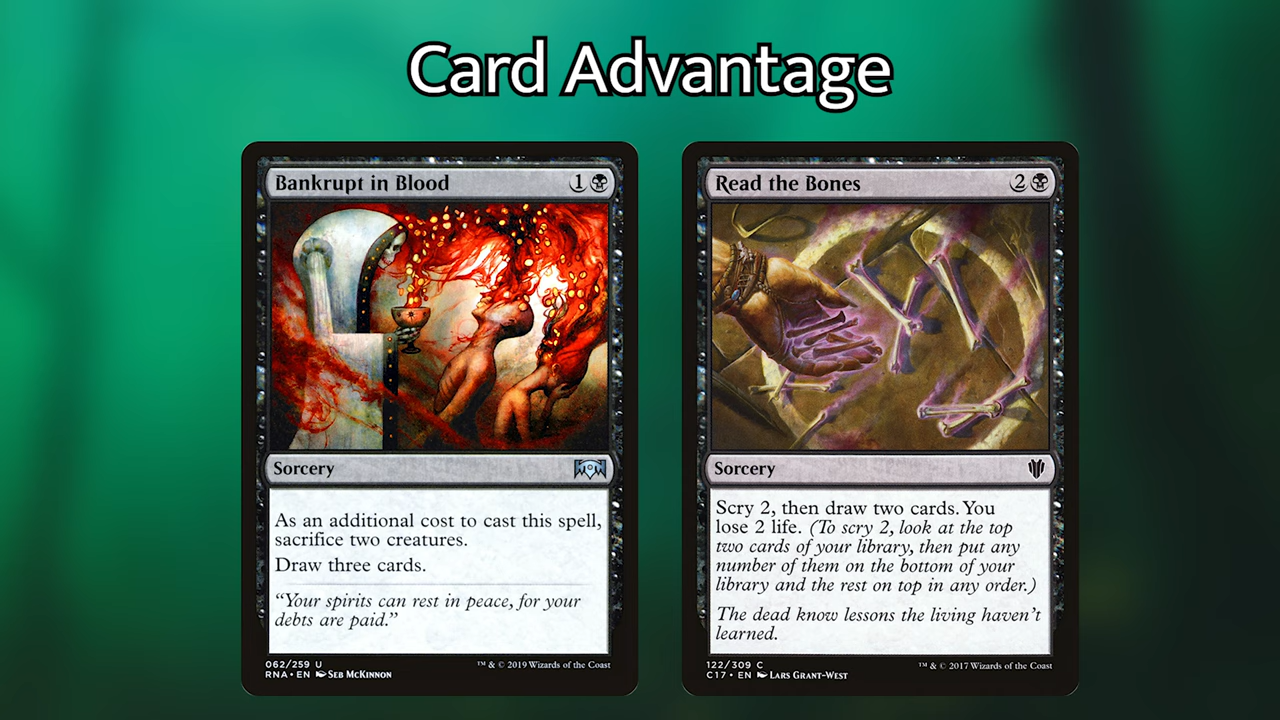 Card Advantage
Bankrupt in Blood 1
Sorcery
As an additional cost to cast this spell,
sacrifice two creatures.
Draw three cards.
“Your spirits can rest in peace, for your
debts are paid.”
062/259 U
RNA • EN Seb McKinnon
™ & © 2019 Wizards of the Coast
Read the Bones 2
Sorcery
Scry 2, then draw two cards. You
lose 2 life. (To scry 2, look at the top
two cards of your library, then put any
number of them on the bottom of your
library and the rest on top in any order.)
The dead know lessons the living haven’t
learned.
122/309 C
C17 • EN Lars Grant-West
™ & © 2017 Wizards of the Coast